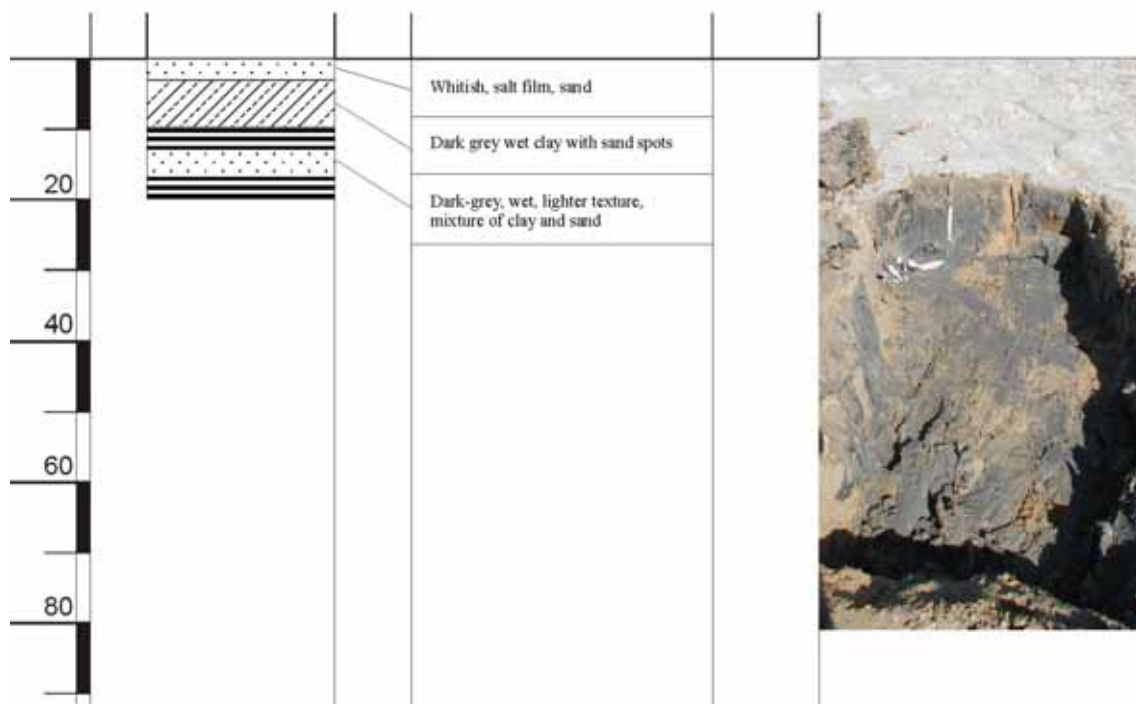 Whitish, salt film, sand
Dark grey wet clay with sand spots
20
Dark-grey, wet, lighter texture,
mixture of clay and sand
40
60
80